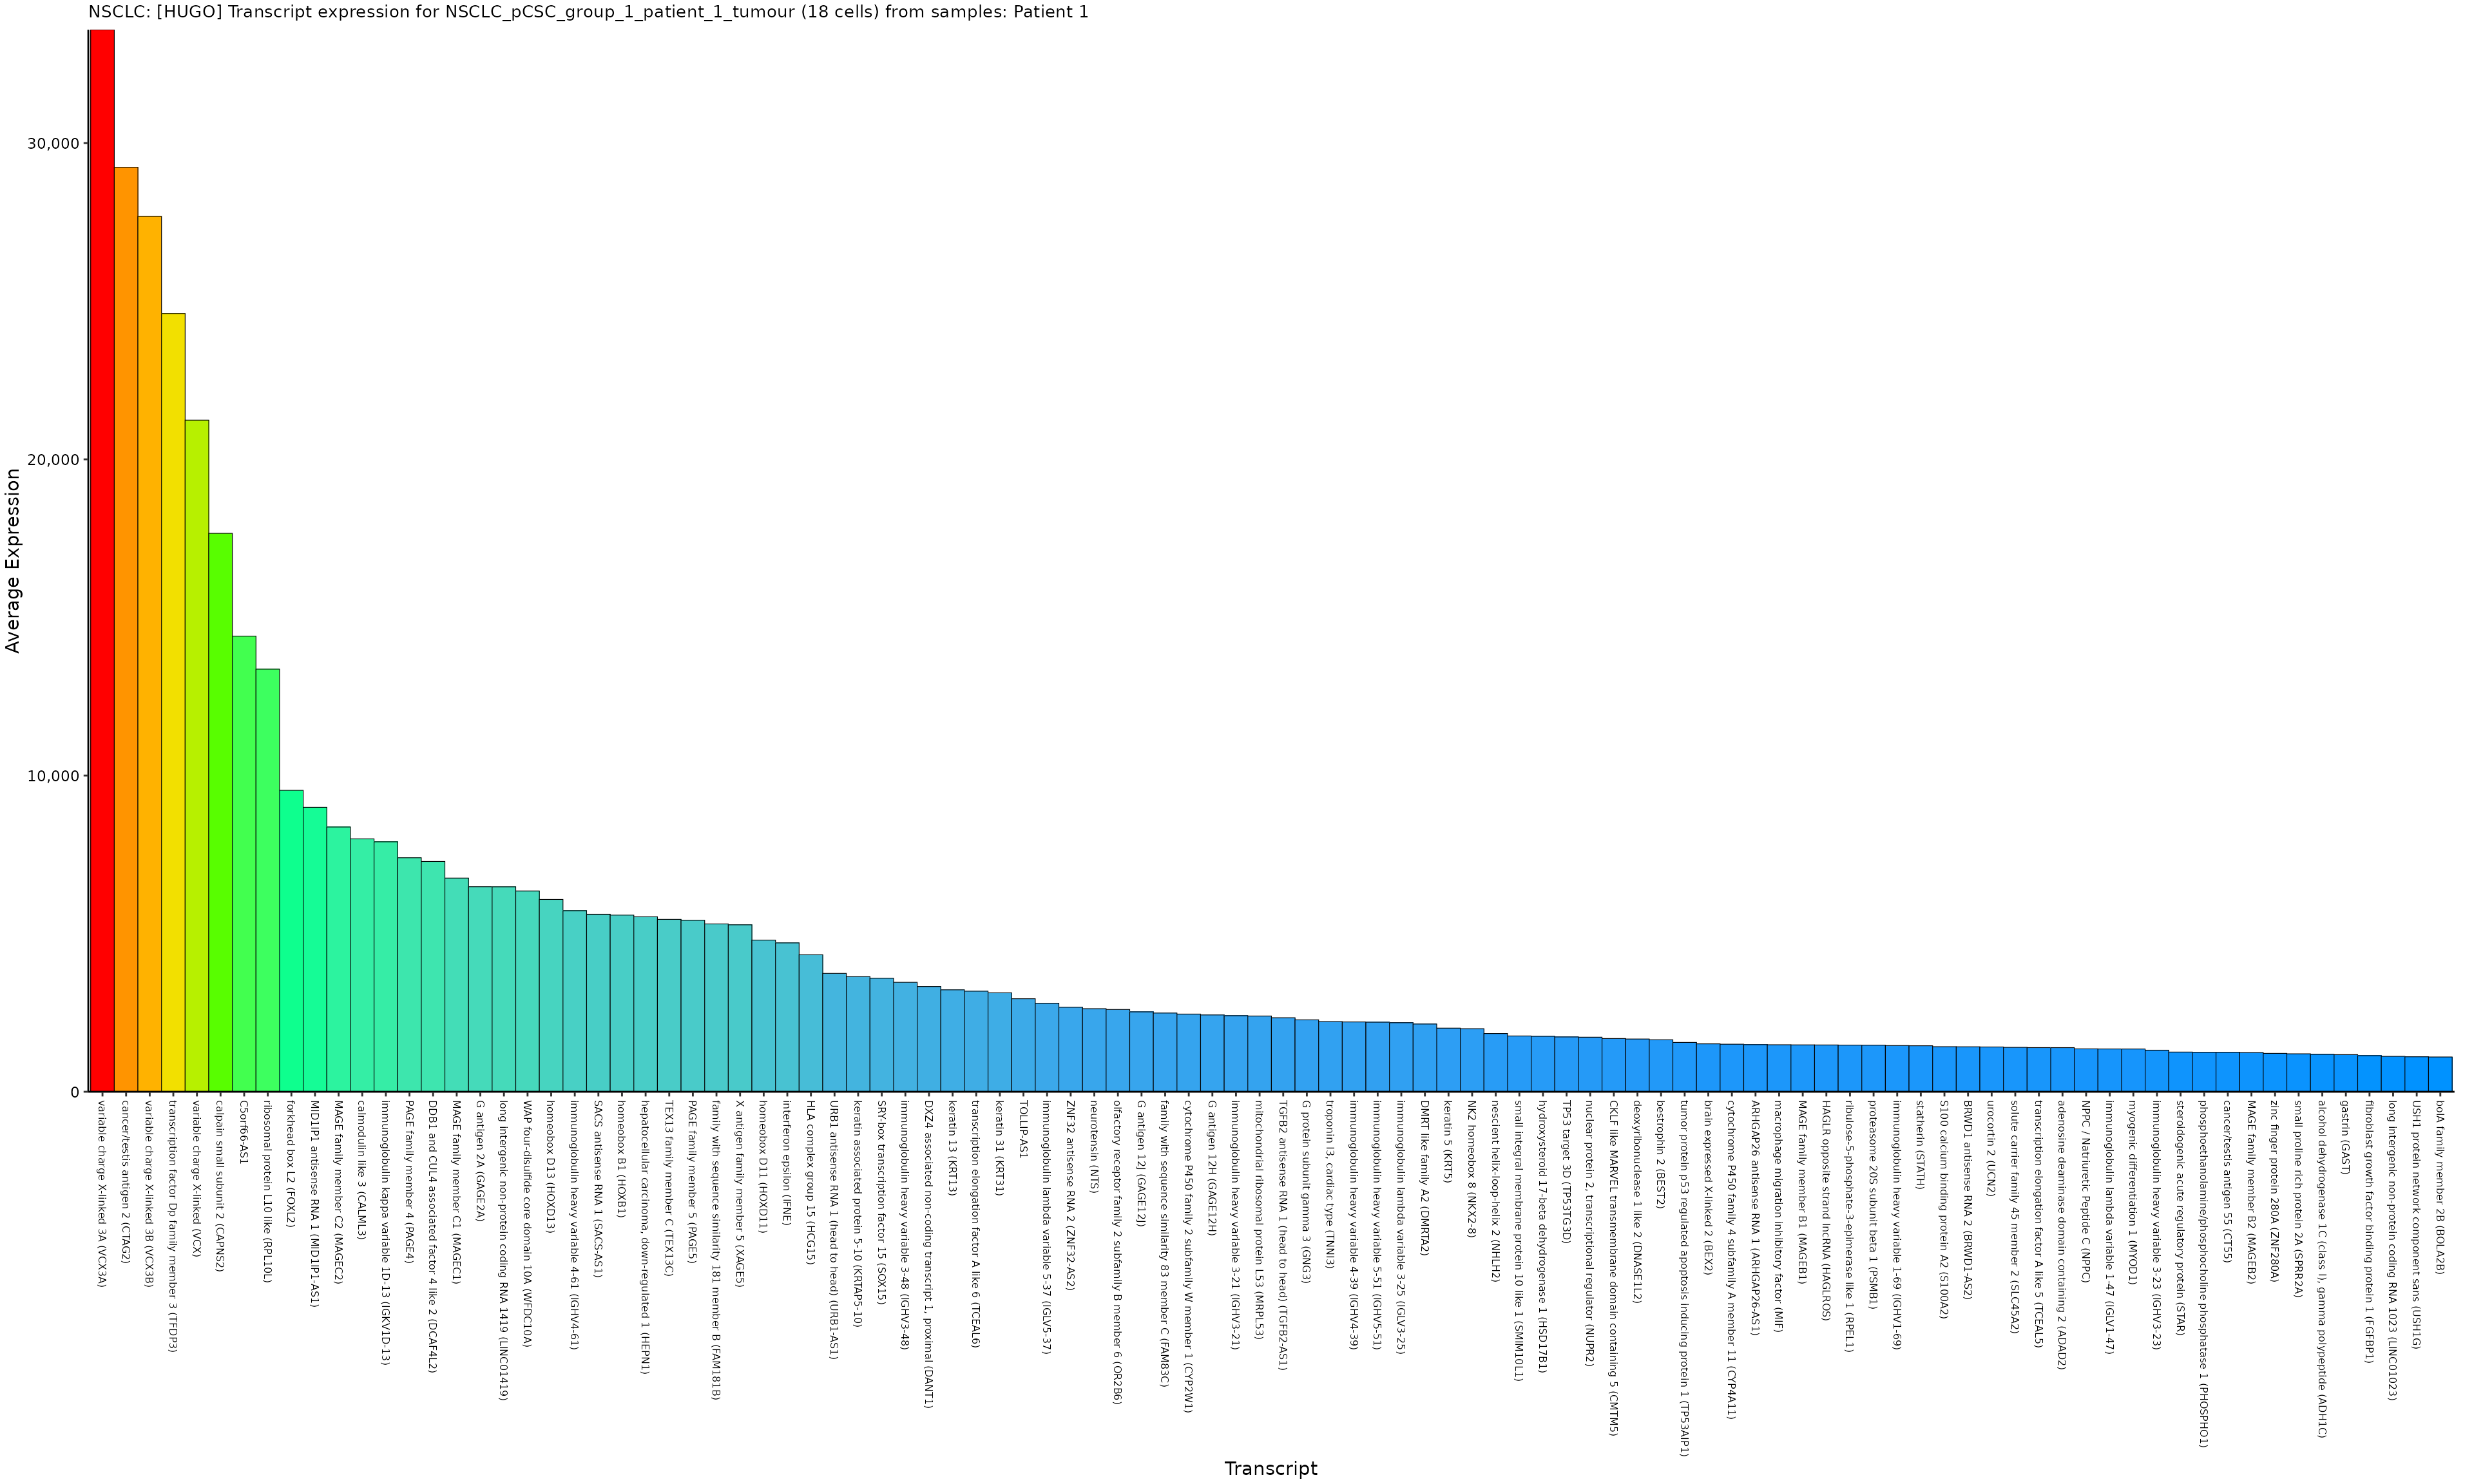 NSCLC: [HUGO] Transcript expression for NSCLC_pCSC_group_1_patient_1_tumour (18 cells) from samples: Patient 1
Average Expression
30,000
20,000
10,000
0
variable charge X-linked 3A (VCX3A)
cancer/testis antigen 2 (CTAG2)
variable charge X-linked 3B (VCX3B)
transcription factor Dp family member 3 (TFDP3)
variable charge X-linked (VCX)
calpain small subunit 2 (CAPNS2)
C5orf66-AS1
ribosomal protein L10 like (RPL10L)
forkhead box L2 (FOXL2)
MID1IP1 antisense RNA 1 (MID1IP1-AS1)
MAGE family member C2 (MAGEC2)
calmodulin like 3 (CALML3)
immunoglobulin kappa variable 1D-13 (IGKV1D-13)
PAGE family member 4 (PAGE4)
DDB1 and CUL4 associated factor 4 like 2 (DCAF4L2)
MAGE family member C1 (MAGEC1)
G antigen 2A (GAGE2A)
long intergenic non-protein coding RNA 1419 (LINC01419)
WAP four-disulfide core domain 10A (WFDC10A)
homeobox D13 (HOXD13)
immunoglobulin heavy variable 4-61 (IGHV4-61)
SACS antisense RNA 1 (SACS-AS1)
homeobox B1 (HOXB1)
hepatocellular carcinoma, down-regulated 1 (HEPN1)
TEX13 family member C (TEX13C)
PAGE family member 5 (PAGE5)
family with sequence similarity 181 member B (FAM181B)
X antigen family member 5 (XAGE5)
homeobox D11 (HOXD11)
interferon epsilon (IFNE)
HLA complex group 15 (HCG15)
URB1 antisense RNA 1 (head to head) (URB1-AS1)
keratin associated protein 5-10 (KRTAP5-10)
SRY-box transcription factor 15 (SOX15)
immunoglobulin heavy variable 3-48 (IGHV3-48)
DXZ4 associated non-coding transcript 1, proximal (DANT1)
keratin 13 (KRT13)
transcription elongation factor A like 6 (TCEAL6)
keratin 31 (KRT31)
TOLLIP-AS1
immunoglobulin lambda variable 5-37 (IGLV5-37)
ZNF32 antisense RNA 2 (ZNF32-AS2)
neurotensin (NTS)
olfactory receptor family 2 subfamily B member 6 (OR2B6)
G antigen 12J (GAGE12J)
family with sequence similarity 83 member C (FAM83C)
cytochrome P450 family 2 subfamily W member 1 (CYP2W1)
G antigen 12H (GAGE12H)
immunoglobulin heavy variable 3-21 (IGHV3-21)
mitochondrial ribosomal protein L53 (MRPL53)
TGFB2 antisense RNA 1 (head to head) (TGFB2-AS1)
G protein subunit gamma 3 (GNG3)
troponin I3, cardiac type (TNNI3)
immunoglobulin heavy variable 4-39 (IGHV4-39)
immunoglobulin heavy variable 5-51 (IGHV5-51)
immunoglobulin lambda variable 3-25 (IGLV3-25)
DMRT like family A2 (DMRTA2)
keratin 5 (KRT5)
NK2 homeobox 8 (NKX2-8)
nescient helix-loop-helix 2 (NHLH2)
small integral membrane protein 10 like 1 (SMIM10L1)
hydroxysteroid 17-beta dehydrogenase 1 (HSD17B1)
TP53 target 3D (TP53TG3D)
nuclear protein 2, transcriptional regulator (NUPR2)
CKLF like MARVEL transmembrane domain containing 5 (CMTM5)
deoxyribonuclease 1 like 2 (DNASE1L2)
bestrophin 2 (BEST2)
tumor protein p53 regulated apoptosis inducing protein 1 (TP53AIP1)
brain expressed X-linked 2 (BEX2)
cytochrome P450 family 4 subfamily A member 11 (CYP4A11)
ARHGAP26 antisense RNA 1 (ARHGAP26-AS1)
macrophage migration inhibitory factor (MIF)
MAGE family member B1 (MAGEB1)
HAGLR opposite strand lncRNA (HAGLROS)
ribulose-5-phosphate-3-epimerase like 1 (RPEL1)
proteasome 20S subunit beta 1 (PSMB1)
immunoglobulin heavy variable 1-69 (IGHV1-69)
statherin (STATH)
S100 calcium binding protein A2 (S100A2)
BRWD1 antisense RNA 2 (BRWD1-AS2)
urocortin 2 (UCN2)
solute carrier family 45 member 2 (SLC45A2)
transcription elongation factor A like 5 (TCEAL5)
adenosine deaminase domain containing 2 (ADAD2)
NPPC / Natriuretic Peptide C (NPPC)
immunoglobulin lambda variable 1-47 (IGLV1-47)
myogenic differentiation 1 (MYOD1)
immunoglobulin heavy variable 3-23 (IGHV3-23)
steroidogenic acute regulatory protein (STAR)
phosphoethanolamine/phosphocholine phosphatase 1 (PHOSPHO1)
cancer/testis antigen 55 (CT55)
MAGE family member B2 (MAGEB2)
zinc finger protein 280A (ZNF280A)
small proline rich protein 2A (SPRR2A)
alcohol dehydrogenase 1C (class I), gamma polypeptide (ADH1C)
gastrin (GAST)
fibroblast growth factor binding protein 1 (FGFBP1)
long intergenic non-protein coding RNA 1023 (LINC01023)
USH1 protein network component sans (USH1G)
bolA family member 2B (BOLA2B)
Transcript